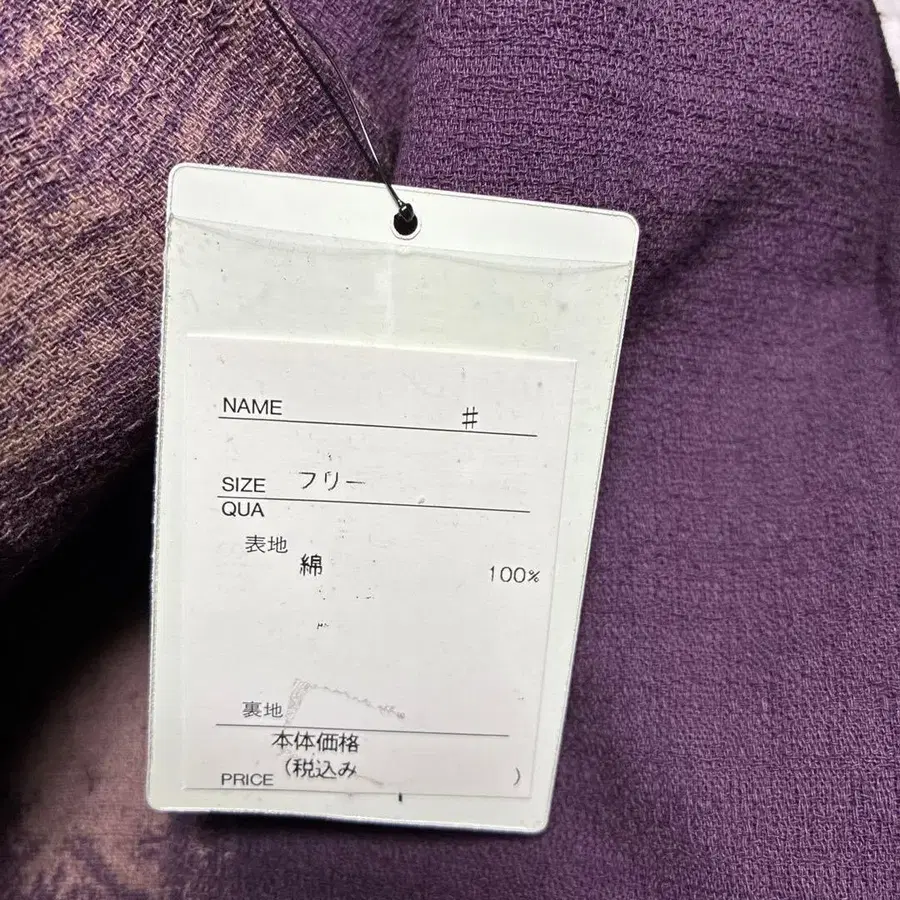 NAME #
SIZE フリー
QUA
表地
綿 100%
裏地
本体価格
PRICE (税込み )